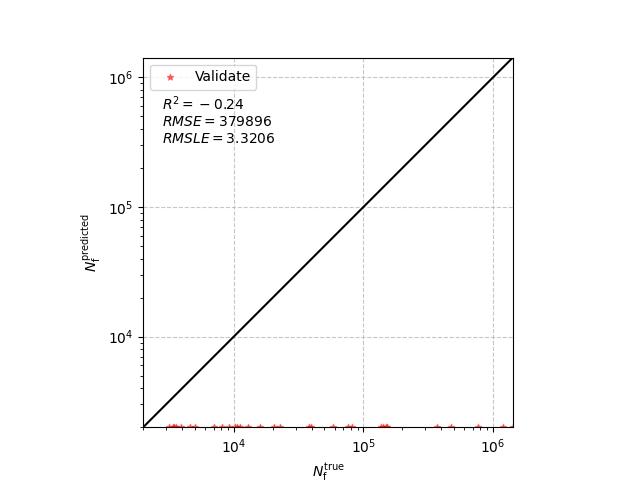 Validate
R² = −0.24
RMSE = 379896
RMSLE = 3.3206
10⁶
10⁵
10⁴
N_f^predicted
10⁴ 10⁵ 10⁶
N_f^true